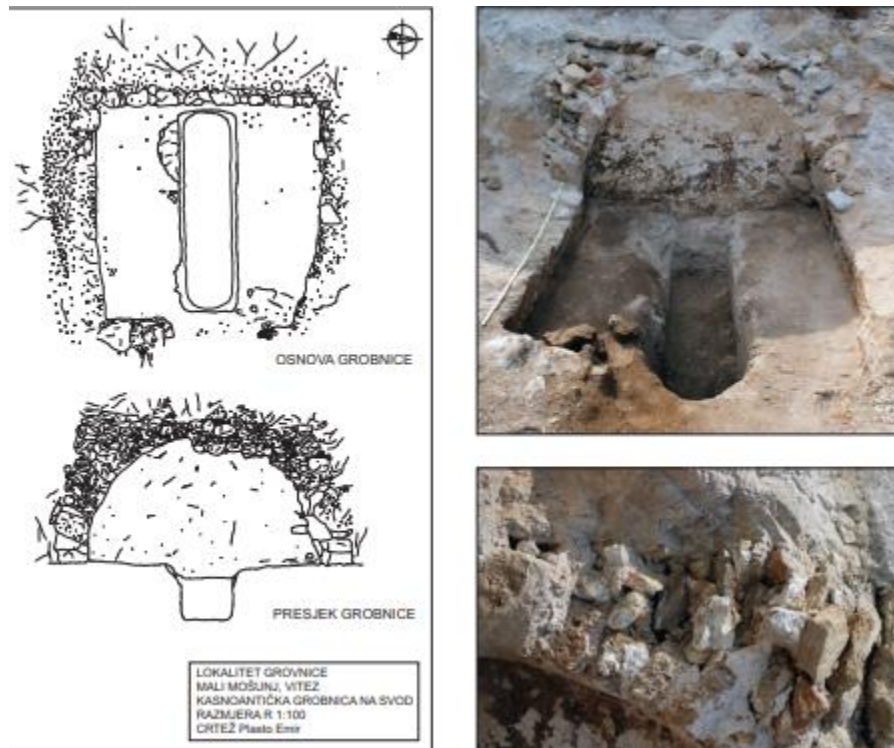 OSNOVA GROBNICE
PRESJEK GROBNICE
LOKALITET GROVNICE
MALI MOŠUNJ, VITEZ
KASNOANTIČKA GROBNICA NA SVOD
RAZMJERA R 1:100
CRTEŽ Plasto Emir